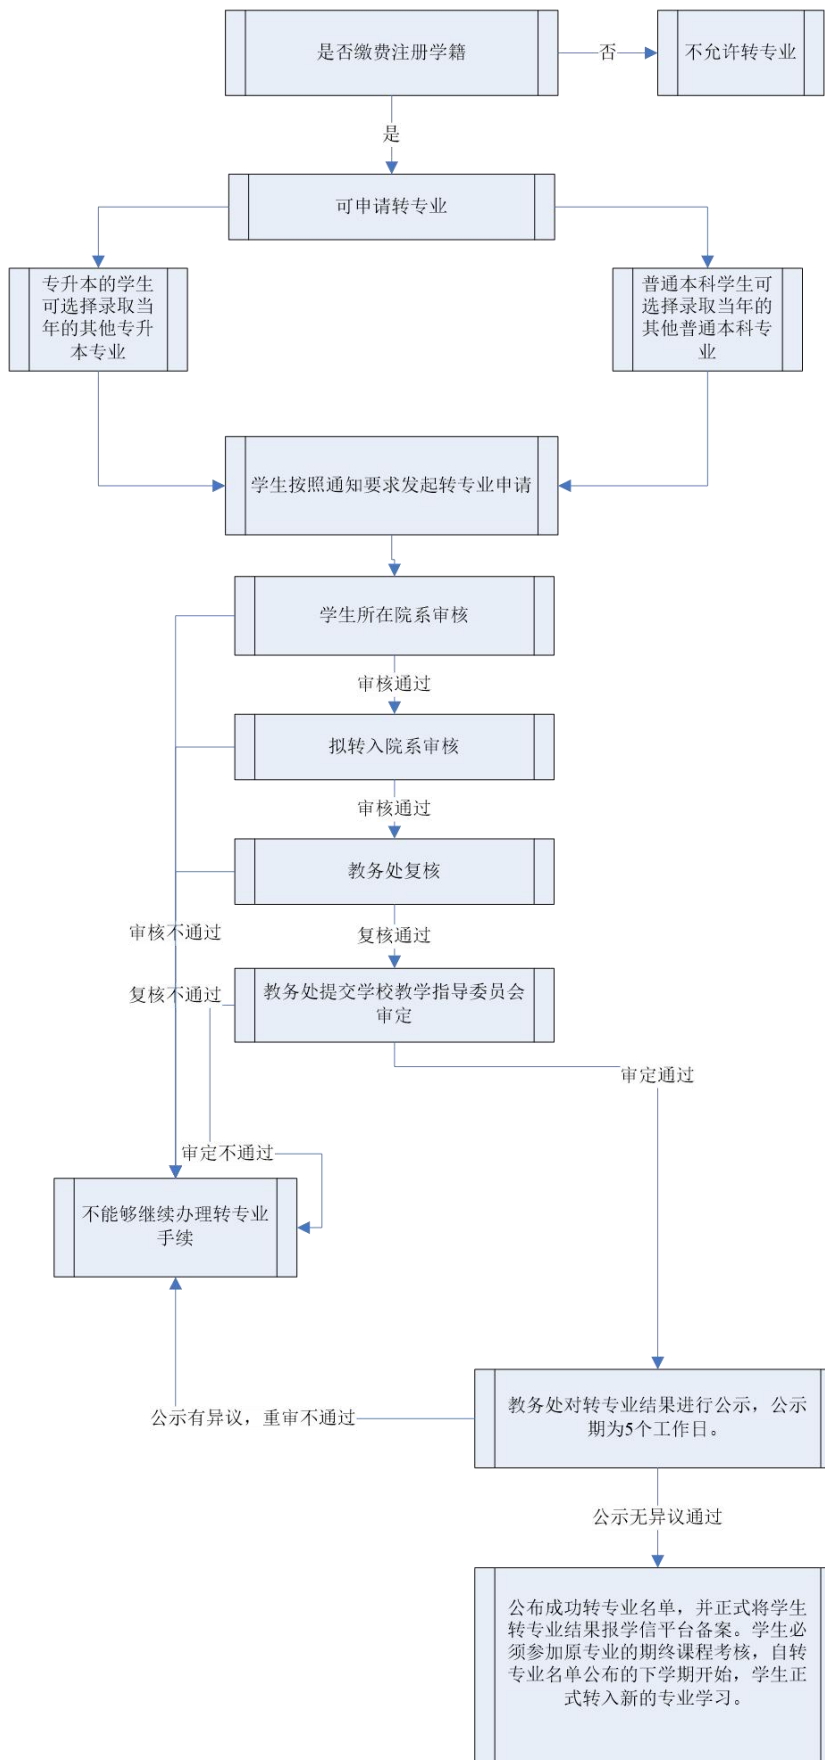 是否缴费注册学籍
否
不允许转专业
是
可申请转专业
专升本的学生
可选择录取当
年的其他专升
本专业
普通本科学生可
选择录取当年的
其他普通本科专
业
学生按照通知要求发起转专业申请
学生所在院系审核
审核通过
拟转入院系审核
审核通过
教务处复核
审核不通过
复核通过
复核不通过
教务处提交学校教学指导委员会
审定
审定通过
审定不通过
不能够继续办理转专业
手续
教务处对转专业结果进行公示，公示
期为5个工作日。
公示有异议，重审不通过
公示无异议通过
公布成功转专业名单，并正式将学生
转专业结果报学信平台备案。学生必
须参加原专业的期终课程考核，自转
专业名单公布的下学期开始，学生正
式转入新的专业学习。